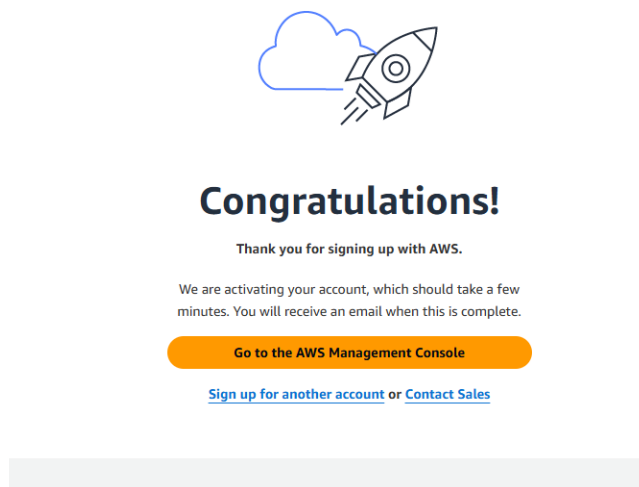 Congratulations!
Thank you for signing up with AWS.
We are activating your account, which should take a few
minutes. You will receive an email when this is complete.
Go to the AWS Management Console
Sign up for another account or Contact Sales